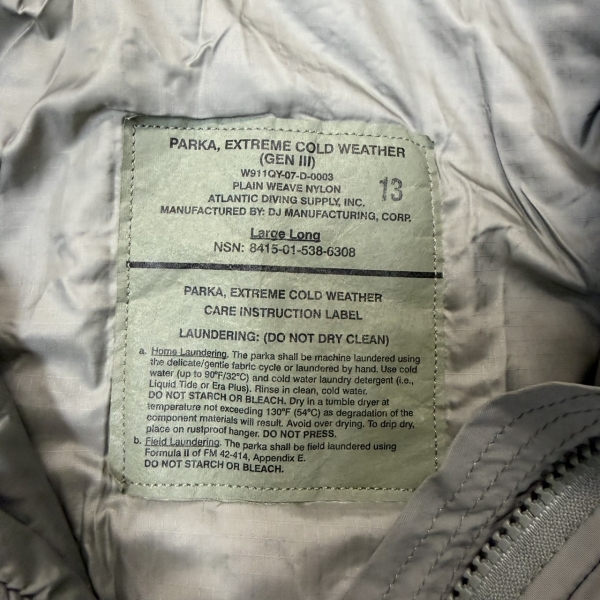 PARKA, EXTREME COLD WEATHER
(GEN III)
W911QY-07-D-0003
PLAIN WEAVE NYLON
13
ATLANTIC DIVING SUPPLY, INC.
MANUFACTURED BY: DJ MANUFACTURING, CORP.
Large Long
NSN: 8415-01-538-6308
PARKA, EXTREME COLD WEATHER
CARE INSTRUCTION LABEL
LAUNDERING: (DO NOT DRY CLEAN)
a. Home Laundering. The parka shall be machine laundered using
the delicate/gentle fabric cycle or laundered by hand. Use cold
water (up to 90°F/32°C) and cold water laundry detergent (i.e.,
Liquid Tide or Era Plus). Rinse in clean, cold water.
DO NOT STARCH OR BLEACH. Dry in a tumble dryer at
temperature not exceeding 130°F (54°C) as degradation of the
component materials will result. Avoid over drying. To drip dry,
place on rustproof hanger. DO NOT PRESS.
b. Field Laundering. The parka shall be field laundered using
Formula II of FM 42-414, Appendix E.
DO NOT STARCH OR BLEACH.